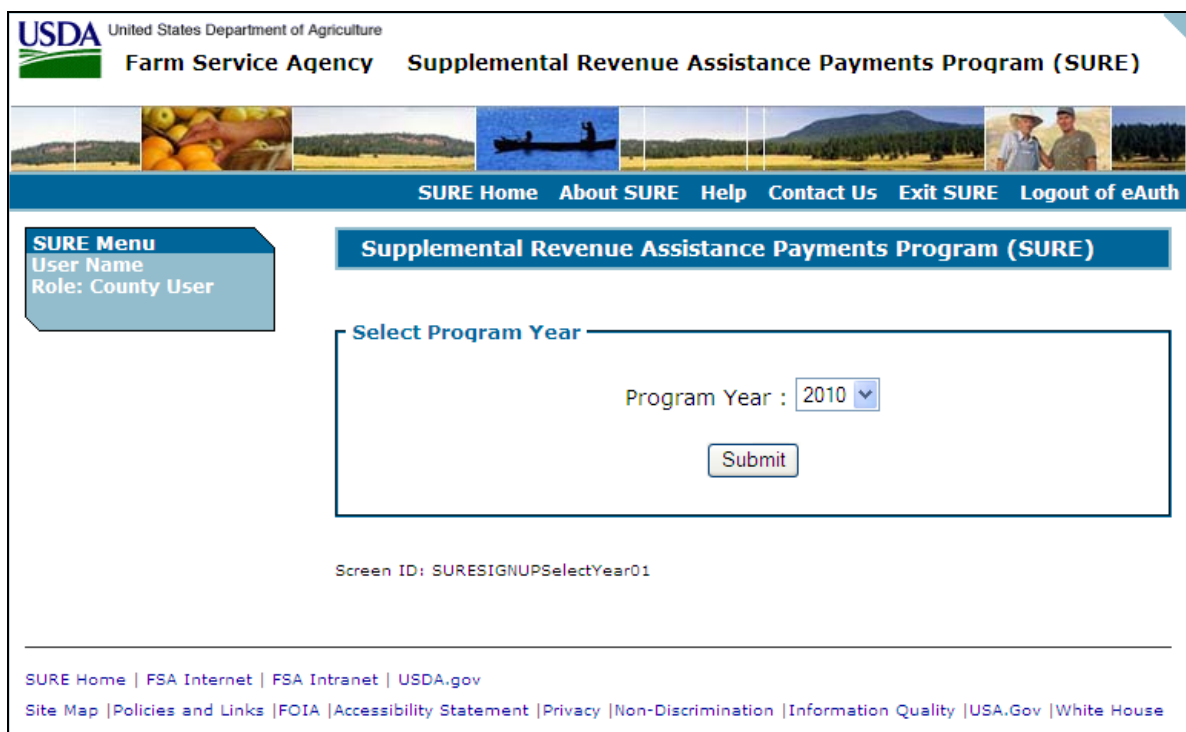 USDA United States Department of Agriculture
Farm Service Agency Supplemental Revenue Assistance Payments Program (SURE)
SURE Home About SURE Help Contact Us Exit SURE Logout of eAuth
SURE Menu
User Name
Role: County User
Supplemental Revenue Assistance Payments Program (SURE)
Select Program Year
Program Year : 2010
Submit
Screen ID: SURESIGNUPSelectYear01
SURE Home | FSA Internet | FSA Intranet | USDA.gov
Site Map |Policies and Links |FOIA |Accessibility Statement |Privacy |Non-Discrimination |Information Quality |USA.Gov |White House